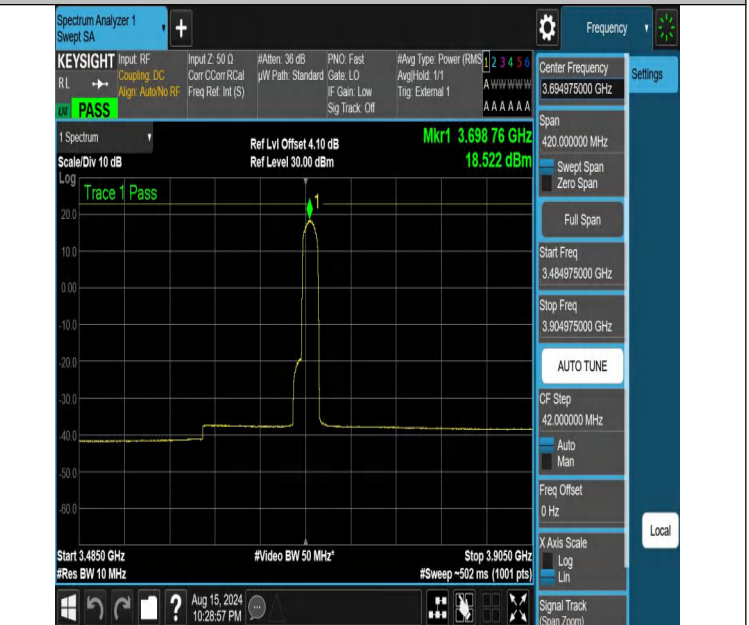 Spectrum Analyzer 1
Swept SA
Frequency
KEYSIGHT
RL
LXI
PASS
Input: RF
Coupling: DC
Align: Auto/No RF
Input Z: 50 Ω
Corr CCorr RCal
Freq Ref: Int (S)
#Atten: 36 dB
µW Path: Standard
PNO: Fast
Gate: LO
IF Gain: Low
Sig Track: Off
#Avg Type: Power (RMS
Avg|Hold: 1/1
Trig: External 1
1 2 3 4 5 6
A W W W W W
A A A A A A
Center Frequency
3.694975000 GHz
Settings
Span
420.000000 MHz
Swept Span
Zero Span
Full Span
Start Freq
3.484975000 GHz
Stop Freq
3.904975000 GHz
AUTO TUNE
CF Step
42.000000 MHz
Auto
Man
Freq Offset
0 Hz
X Axis Scale
Log
Lin
Signal Track
(Span Zoom)
Local
1 Spectrum
Scale/Div 10 dB
Log
Ref Lvl Offset 4.10 dB
Ref Level 30.00 dBm
Mkr1 3.698 76 GHz
18.522 dBm
Trace 1 Pass
1
20.0
10.0
0.00
-10.0
-20.0
-30.0
-40.0
-50.0
-60.0
Start 3.4850 GHz
#Res BW 10 MHz
#Video BW 50 MHz*
Stop 3.9050 GHz
#Sweep ~502 ms (1001 pts)
?
Aug 15, 2024
10:28:57 PM